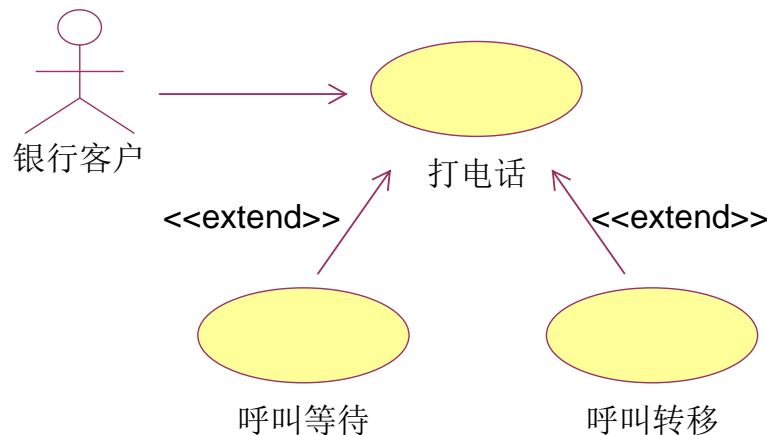 银行客户
打电话
<<extend>>
<<extend>>
呼叫等待
呼叫转移